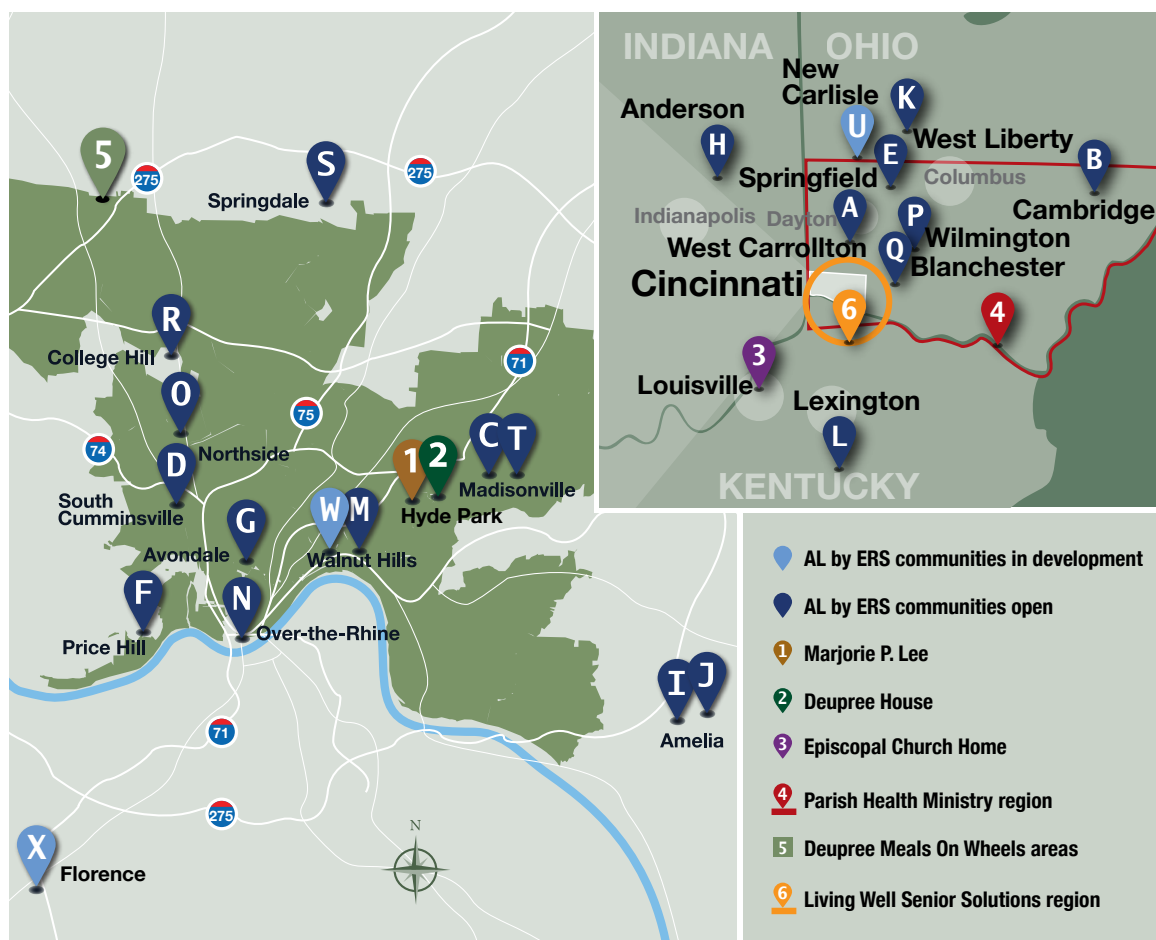 5
275
S
Springdale
275
R
College Hill
O
Northside
71
75
74
D
South
Cumminsville
1
2
Hyde Park
C
T
Madisonville
G
Avondale
W
M
Walnut Hills
F
Price Hill
N
Over-the-Rhine
I
J
Amelia
71
275
X
Florence
N
INDIANA
OHIO
New
Carlisle
U
K
West Liberty
Anderson
H
E
Springfield
Columbus
B
Cambridge
Indianapolis
Dayton
A
West Carrollton
P
Wilmington
Q
Blanchester
Cincinnati
6
4
3
Louisville
Lexington
L
KENTUCKY
AL by ERS communities in development
AL by ERS communities open
1 Marjorie P. Lee
2 Deupree House
3 Episcopal Church Home
4 Parish Health Ministry region
5 Deupree Meals On Wheels areas
6 Living Well Senior Solutions region